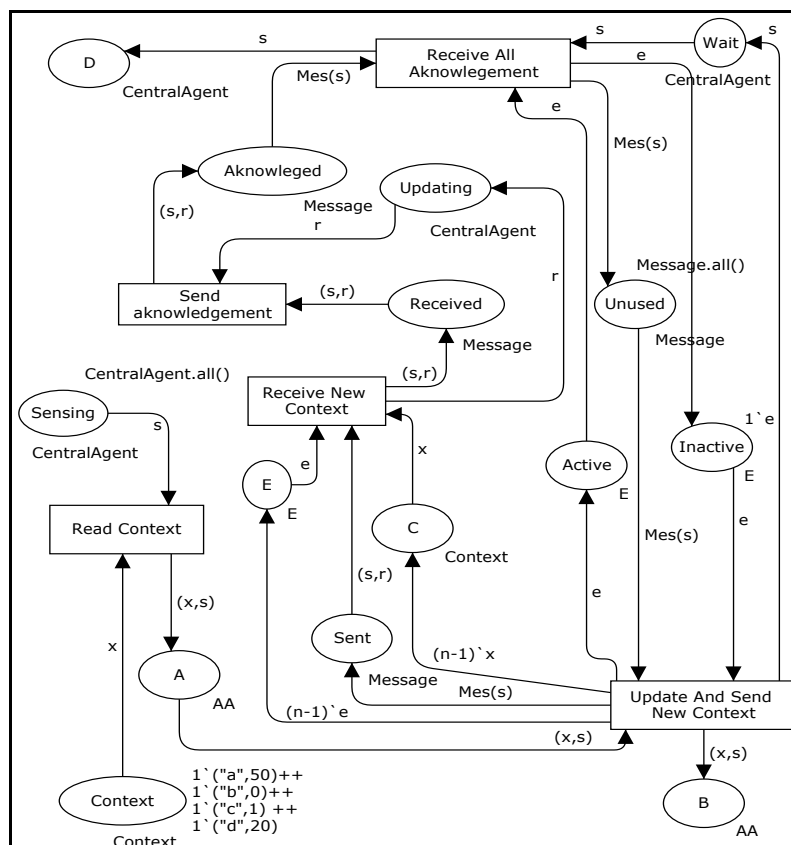 s
s
s
D
Receive All
Aknowlegement
Wait
e
CentralAgent
CentralAgent
Mes(s)
e
Mes(s)
Aknowleged
Updating
(s,r)
Message
r
CentralAgent
Message.all()
r
Send
aknowledgement
(s,r)
Received
Unused
Message
Message
CentralAgent.all()
(s,r)
Receive New
Context
Sensing
s
1`e
CentralAgent
x
Inactive
Active
E
e
E
E
E
Read Context
C
e
Context
Mes(s)
(s,r)
(x,s)
e
x
Sent
(n-1)`x
A
Message
Update And Send
New Context
AA
Mes(s)
(n-1)`e
(x,s)
(x,s)
Context
1`("a",50)++
1`("b",0)++
1`("c",1) ++
1`("d",20)
B
Context
AA